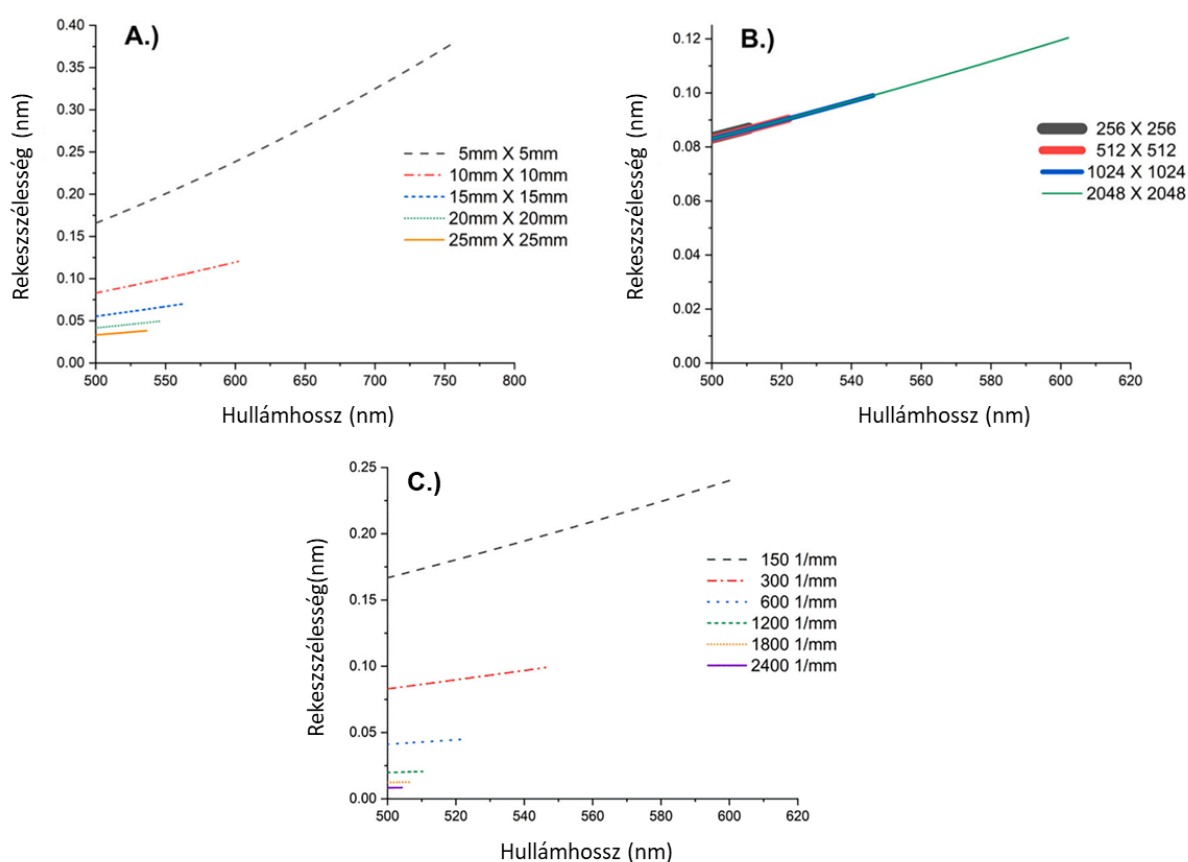 A.)
0.40
0.35
0.30
0.25
0.20
0.15
0.10
0.05
0.00
Rekeszszélesség (nm)
500 550 600 650 700 750 800
Hullámhossz (nm)
5mm X 5mm
10mm X 10mm
15mm X 15mm
20mm X 20mm
25mm X 25mm
B.)
0.12
0.10
0.08
0.06
0.04
0.02
0.00
Rekeszszélesség (nm)
500 520 540 560 580 600 620
Hullámhossz (nm)
256 X 256
512 X 512
1024 X 1024
2048 X 2048
C.)
0.25
0.20
0.15
0.10
0.05
0.00
Rekeszszélesség(nm)
500 520 540 560 580 600 620
Hullámhossz (nm)
150 1/mm
300 1/mm
600 1/mm
1200 1/mm
1800 1/mm
2400 1/mm